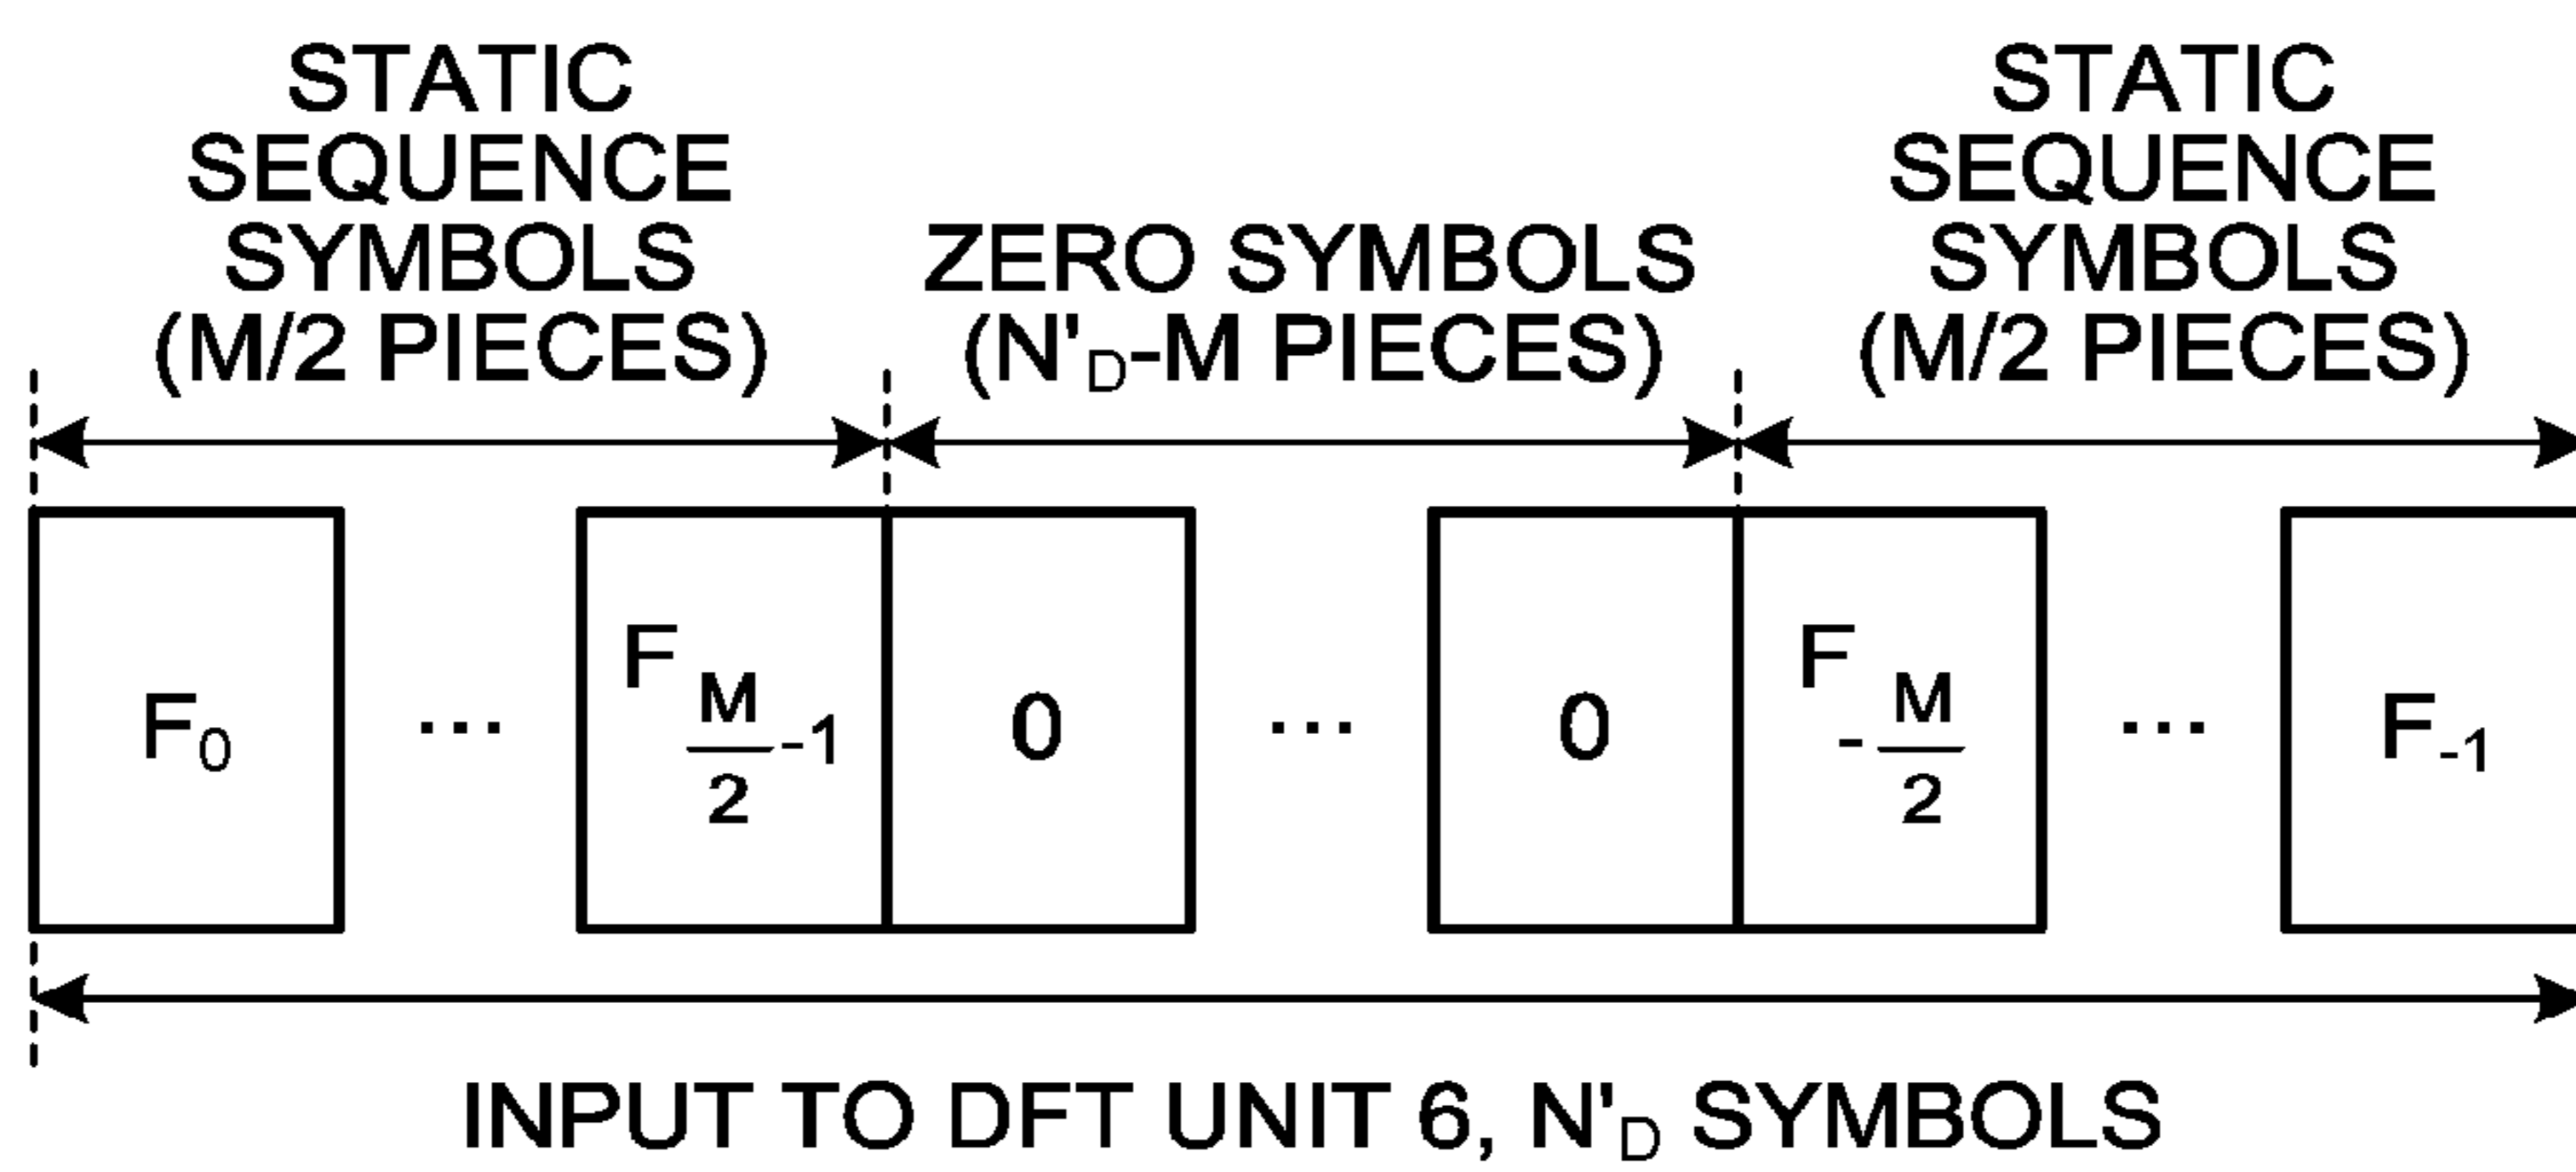 STATIC
SEQUENCE
SYMBOLS
(M/2 PIECES)
ZERO SYMBOLS
(N'D-M PIECES)
STATIC
SEQUENCE
SYMBOLS
(M/2 PIECES)
F0 ... F M/2 -1 0 ... 0 F - M/2 ... F-1
INPUT TO DFT UNIT 6, N'D SYMBOLS